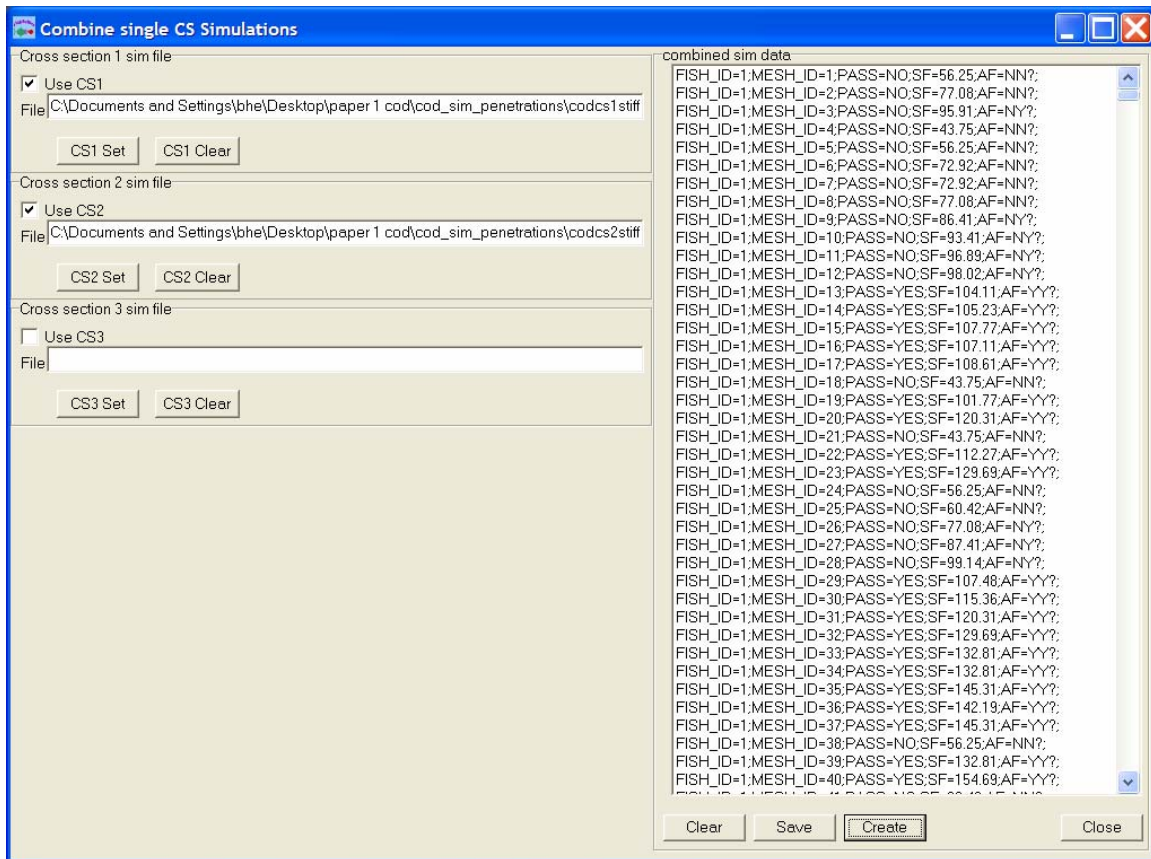 Combine single CS Simulations
Cross section 1 sim file
Use CS1
File C:\Documents and Settings\bhe\Desktop\paper 1 cod\cod_sim_penetrations\codcs1stiff
CS1 Set CS1 Clear
Cross section 2 sim file
Use CS2
File C:\Documents and Settings\bhe\Desktop\paper 1 cod\cod_sim_penetrations\codcs2stiff
CS2 Set CS2 Clear
Cross section 3 sim file
Use CS3
File
CS3 Set CS3 Clear
combined sim data
FISH_ID=1;MESH_ID=1;PASS=NO;SF=56.25;AF=NN?;
FISH_ID=1;MESH_ID=2;PASS=NO;SF=77.08;AF=NN?;
FISH_ID=1;MESH_ID=3;PASS=NO;SF=95.91;AF=NY?;
FISH_ID=1;MESH_ID=4;PASS=NO;SF=43.75;AF=NN?;
FISH_ID=1;MESH_ID=5;PASS=NO;SF=56.25;AF=NN?;
FISH_ID=1;MESH_ID=6;PASS=NO;SF=72.92;AF=NN?;
FISH_ID=1;MESH_ID=7;PASS=NO;SF=72.92;AF=NN?;
FISH_ID=1;MESH_ID=8;PASS=NO;SF=77.08;AF=NN?;
FISH_ID=1;MESH_ID=9;PASS=NO;SF=86.41;AF=NY?;
FISH_ID=1;MESH_ID=10;PASS=NO;SF=93.41;AF=NY?;
FISH_ID=1;MESH_ID=11;PASS=NO;SF=96.89;AF=NY?;
FISH_ID=1;MESH_ID=12;PASS=NO;SF=98.02;AF=NY?;
FISH_ID=1;MESH_ID=13;PASS=YES;SF=104.11;AF=YY?;
FISH_ID=1;MESH_ID=14;PASS=YES;SF=105.23;AF=YY?;
FISH_ID=1;MESH_ID=15;PASS=YES;SF=107.77;AF=YY?;
FISH_ID=1;MESH_ID=16;PASS=YES;SF=107.11;AF=YY?;
FISH_ID=1;MESH_ID=17;PASS=YES;SF=108.61;AF=YY?;
FISH_ID=1;MESH_ID=18;PASS=NO;SF=43.75;AF=NN?;
FISH_ID=1;MESH_ID=19;PASS=YES;SF=101.77;AF=YY?;
FISH_ID=1;MESH_ID=20;PASS=YES;SF=120.31;AF=YY?;
FISH_ID=1;MESH_ID=21;PASS=NO;SF=43.75;AF=NN?;
FISH_ID=1;MESH_ID=22;PASS=YES;SF=112.27;AF=YY?;
FISH_ID=1;MESH_ID=23;PASS=YES;SF=129.69;AF=YY?;
FISH_ID=1;MESH_ID=24;PASS=NO;SF=56.25;AF=NN?;
FISH_ID=1;MESH_ID=25;PASS=NO;SF=60.42;AF=NN?;
FISH_ID=1;MESH_ID=26;PASS=NO;SF=77.08;AF=NY?;
FISH_ID=1;MESH_ID=27;PASS=NO;SF=87.41;AF=NY?;
FISH_ID=1;MESH_ID=28;PASS=NO;SF=99.14;AF=NY?;
FISH_ID=1;MESH_ID=29;PASS=YES;SF=107.48;AF=YY?;
FISH_ID=1;MESH_ID=30;PASS=YES;SF=115.36;AF=YY?;
FISH_ID=1;MESH_ID=31;PASS=YES;SF=120.31;AF=YY?;
FISH_ID=1;MESH_ID=32;PASS=YES;SF=129.69;AF=YY?;
FISH_ID=1;MESH_ID=33;PASS=YES;SF=132.81;AF=YY?;
FISH_ID=1;MESH_ID=34;PASS=YES;SF=132.81;AF=YY?;
FISH_ID=1;MESH_ID=35;PASS=YES;SF=145.31;AF=YY?;
FISH_ID=1;MESH_ID=36;PASS=YES;SF=142.19;AF=YY?;
FISH_ID=1;MESH_ID=37;PASS=YES;SF=145.31;AF=YY?;
FISH_ID=1;MESH_ID=38;PASS=NO;SF=56.25;AF=NN?;
FISH_ID=1;MESH_ID=39;PASS=YES;SF=132.81;AF=YY?;
FISH_ID=1;MESH_ID=40;PASS=YES;SF=154.69;AF=YY?;
Clear Save Create Close